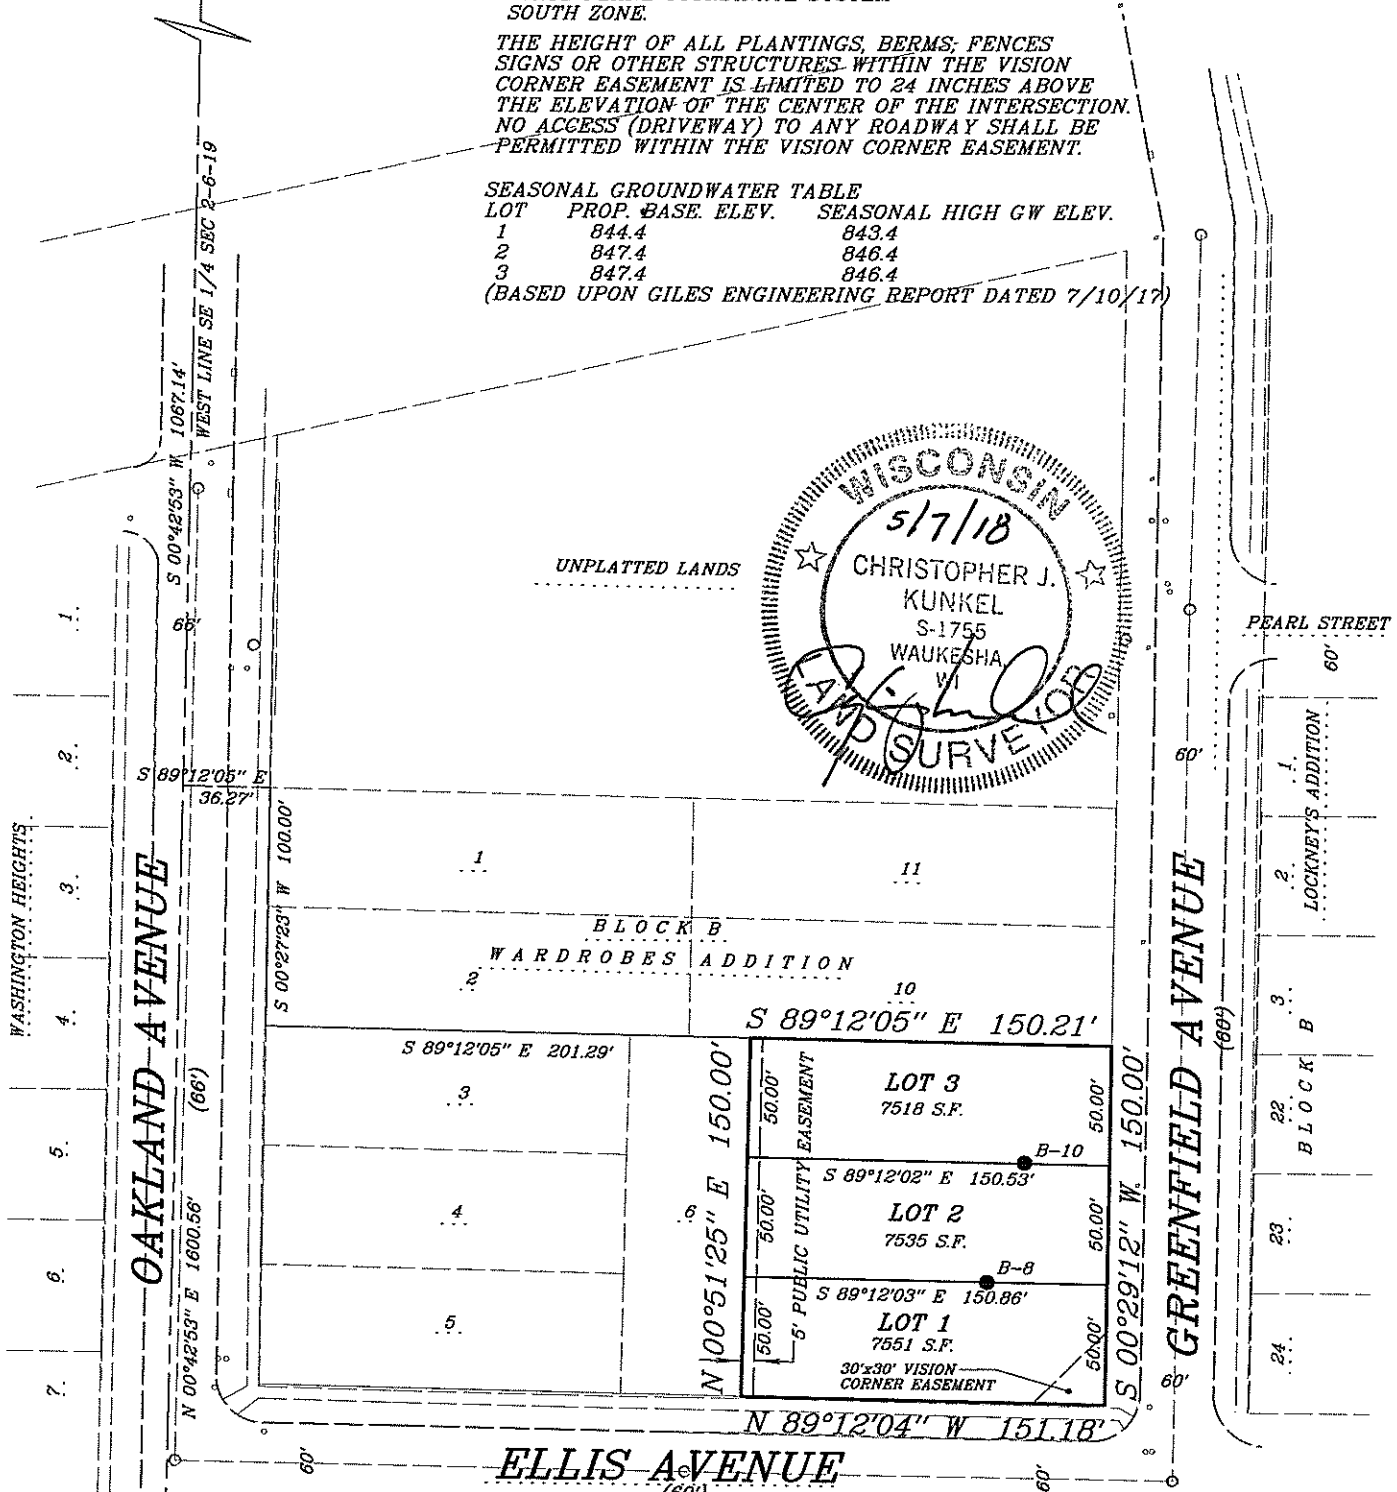 SOUTH ZONE.
THE HEIGHT OF ALL PLANTINGS, BERMS; FENCES
SIGNS OR OTHER STRUCTURES WITHIN THE VISION
CORNER EASEMENT IS LIMITED TO 24 INCHES ABOVE
THE ELEVATION OF THE CENTER OF THE INTERSECTION.
NO ACCESS (DRIVEWAY) TO ANY ROADWAY SHALL BE
PERMITTED WITHIN THE VISION CORNER EASEMENT.
SEASONAL GROUNDWATER TABLE
LOT PROP. BASE. ELEV. SEASONAL HIGH GW ELEV.
1 844.4 843.4
2 847.4 846.4
3 847.4 846.4
(BASED UPON GILES ENGINEERING REPORT DATED 7/10/17)
WEST LINE SE 1/4 SEC 2-6-19
S 00°42'53" W 1067.14'
66'
UNPLATTED LANDS
WISCONSIN
5/7/18
CHRISTOPHER J.
KUNKEL
S-1755
WAUKESHA,
WI
LAND SURVEYOR
PEARL STREET
60'
60'
LOCKNEY'S ADDITION
1
2
3
BLOCK B
22
23
24
WASHINGTON HEIGHTS
1
2
3
4
5
6
7
S 89°12'05" E
36.27'
S 00°27'23" W 100.00'
1
11
BLOCK B
WARDROBES ADDITION
2
10
OAKLAND AVENUE
(66')
N 00°42'53" E 1600.56'
S 89°12'05" E 201.29'
3
4
5
6
S 89°12'05" E 150.21'
N 00°51'25" E 150.00'
50.00'
50.00'
50.00'
5' PUBLIC UTILITY EASEMENT
LOT 3
7518 S.F.
50.00'
B-10
S 89°12'02" E 150.53'
LOT 2
7535 S.F.
50.00'
B-8
S 89°12'03" E 150.86'
LOT 1
7551 S.F.
50.00'
30'x30' VISION
CORNER EASEMENT
S 00°29'12" W 150.00'
GREENFIELD AVENUE
(60')
60'
N 89°12'04" W 151.18'
ELLIS AVENUE
(60')
60'
60'